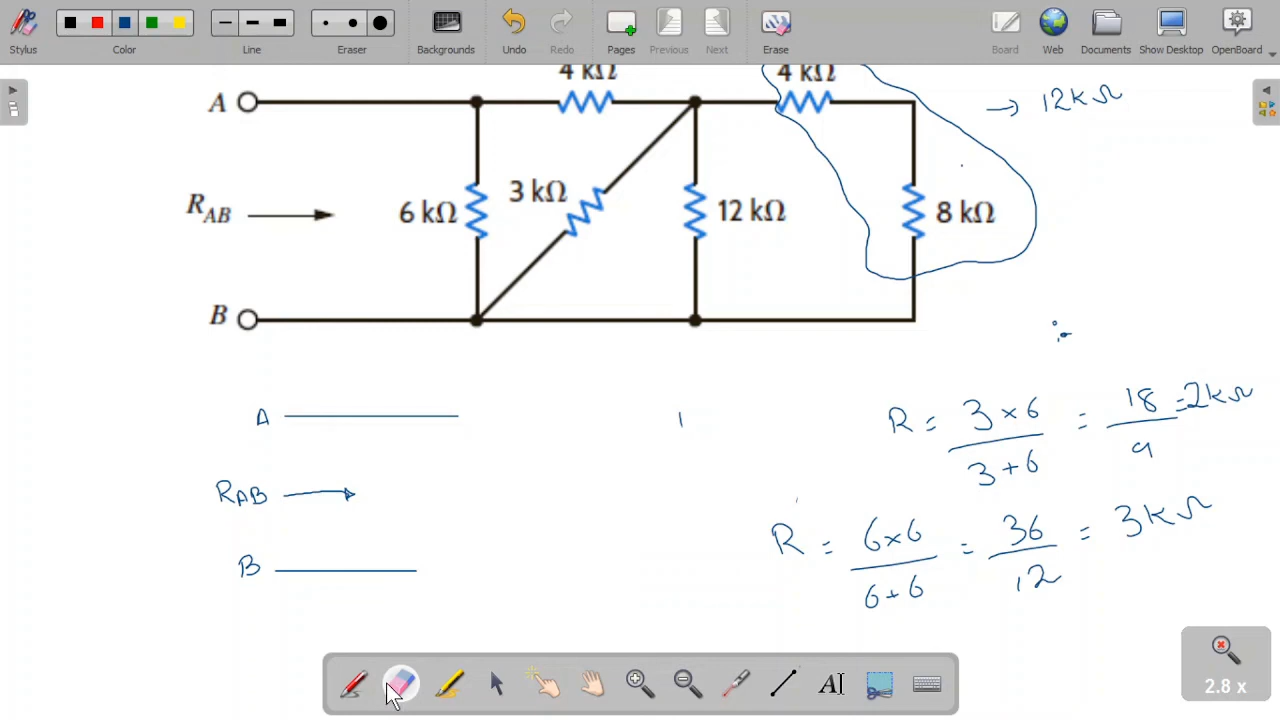 Stylus Color Line Eraser Backgrounds Undo Redo Pages Previous Next Erase Board Web Documents Show Desktop OpenBoard
4 kΩ 4 kΩ
A → 12kΩ
R_AB → 6 kΩ 3 kΩ 12 kΩ 8 kΩ
B
A
R = 3×6 / 3+6 = 18 / 9 = 2kΩ
R_AB →
R = 6×6 / 6+6 = 36 / 12 = 3kΩ
B
2.8 x